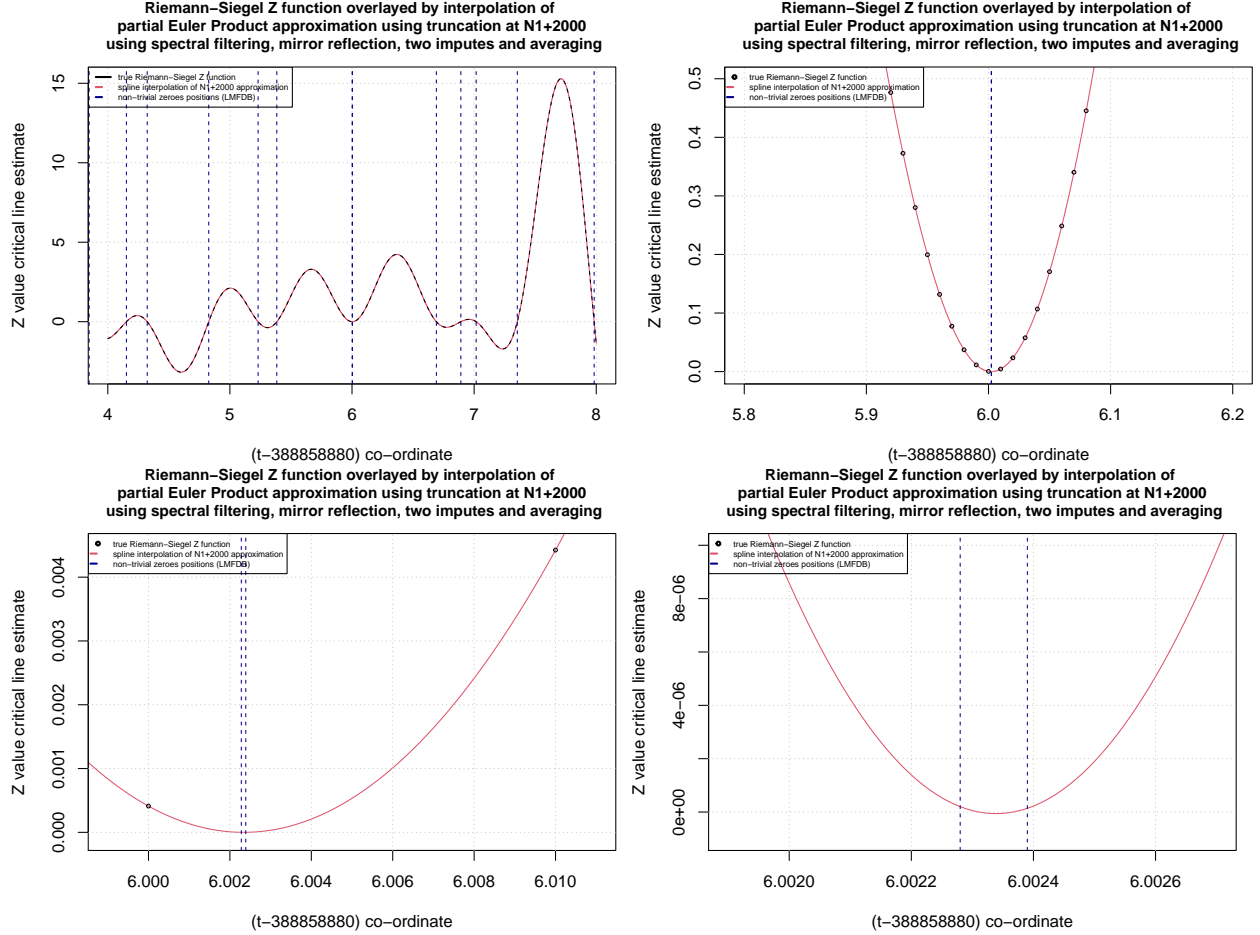 Riemann−Siegel Z function overlayed by interpolation of
partial Euler Product approximation using truncation at N1+2000
using spectral filtering, mirror reflection, two imputes and averaging
true Riemann−Siegel Z function
spline interpolation of N1+2000 approximation
non−trivial zeroes positions (LMFDB)
Z value critical line estimate
15
10
5
0
4 5 6 7 8
(t−388858880) co−ordinate
Riemann−Siegel Z function overlayed by interpolation of
partial Euler Product approximation using truncation at N1+2000
using spectral filtering, mirror reflection, two imputes and averaging
true Riemann−Siegel Z function
spline interpolation of N1+2000 approximation
non−trivial zeroes positions (LMFDB)
Z value critical line estimate
0.5
0.4
0.3
0.2
0.1
0.0
5.8 5.9 6.0 6.1 6.2
(t−388858880) co−ordinate
Riemann−Siegel Z function overlayed by interpolation of
partial Euler Product approximation using truncation at N1+2000
using spectral filtering, mirror reflection, two imputes and averaging
true Riemann−Siegel Z function
spline interpolation of N1+2000 approximation
non−trivial zeroes positions (LMFDB)
Z value critical line estimate
0.004
0.003
0.002
0.001
0.000
6.000 6.002 6.004 6.006 6.008 6.010
(t−388858880) co−ordinate
Riemann−Siegel Z function overlayed by interpolation of
partial Euler Product approximation using truncation at N1+2000
using spectral filtering, mirror reflection, two imputes and averaging
true Riemann−Siegel Z function
spline interpolation of N1+2000 approximation
non−trivial zeroes positions (LMFDB)
Z value critical line estimate
8e−06
4e−06
0e+00
6.0020 6.0022 6.0024 6.0026
(t−388858880) co−ordinate